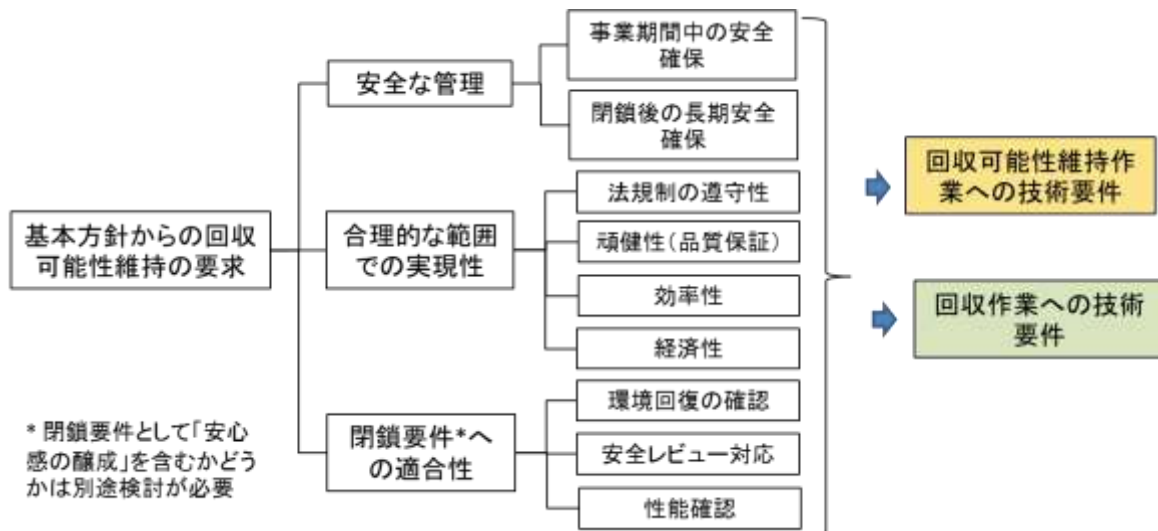 基本方針からの回収
可能性維持の要求
安全な管理
事業期間中の安全
確保
閉鎖後の長期安全
確保
合理的な範囲
での実現性
法規制の遵守性
頑健性(品質保証)
効率性
経済性
閉鎖要件*へ
の適合性
環境回復の確認
安全レビュー対応
性能確認
回収可能性維持作
業への技術要件
回収作業への技術
要件
* 閉鎖要件として「安心
感の醸成」を含むかどう
かは別途検討が必要